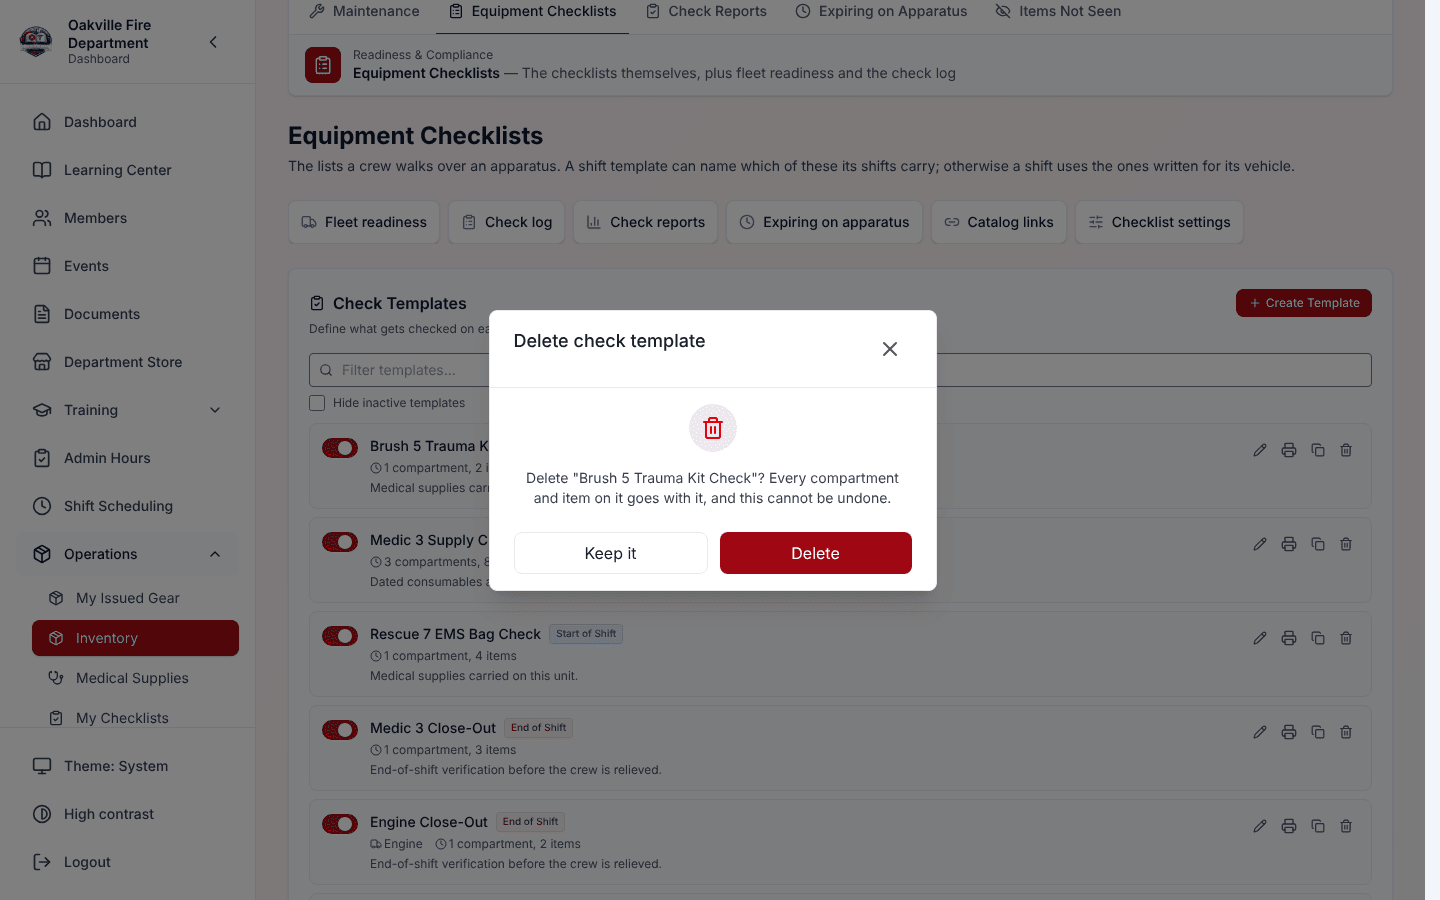 Oakville Fire
Department
Dashboard
Dashboard
Learning Center
Members
Events
Documents
Department Store
Training
Admin Hours
Shift Scheduling
Operations
My Issued Gear
Inventory
Medical Supplies
My Checklists
Theme: System
High contrast
Logout
Maintenance
Equipment Checklists
Check Reports
Expiring on Apparatus
Items Not Seen
Readiness & Compliance
Equipment Checklists — The checklists themselves, plus fleet readiness and the check log
Equipment Checklists
The lists a crew walks over an apparatus. A shift template can name which of these its shifts carry; otherwise a shift uses the ones written for its vehicle.
Fleet readiness
Check log
Check reports
Expiring on apparatus
Catalog links
Checklist settings
Check Templates
Create Template
Define what gets checked on
Filter templates...
Hide inactive templates
Brush 5 Trauma
1 compartment, 2
Medical supplies
Medic 3 Supply
3 compartments,
Dated consumables
Rescue 7 EMS Bag Check
Start of Shift
1 compartment, 4 items
Medical supplies carried on this unit.
Medic 3 Close-Out
End of Shift
1 compartment, 3 items
End-of-shift verification before the crew is relieved.
Engine Close-Out
End of Shift
Engine
1 compartment, 2 items
End-of-shift verification before the crew is relieved.
Delete check template
Delete "Brush 5 Trauma Kit Check"? Every compartment
and item on it goes with it, and this cannot be undone.
Keep it
Delete